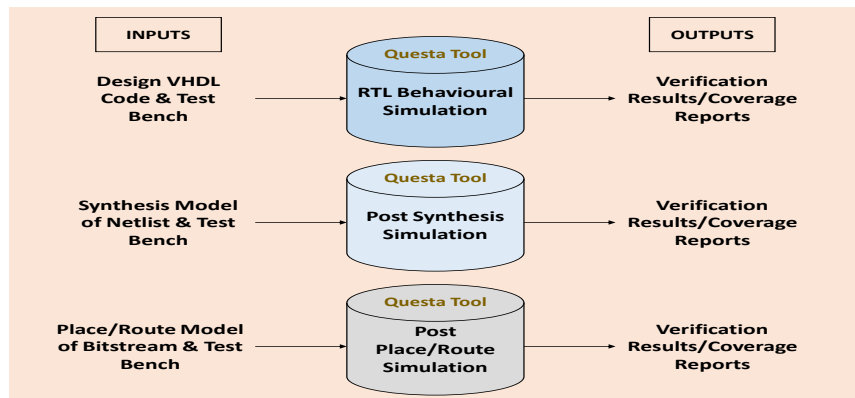 INPUTS
OUTPUTS
Questa Tool
Design VHDL
Code & Test
Bench
RTL Behavioural
Simulation
Verification
Results/Coverage
Reports
Questa Tool
Synthesis Model
of Netlist & Test
Bench
Post Synthesis
Simulation
Verification
Results/Coverage
Reports
Questa Tool
Place/Route Model
of Bitstream & Test
Bench
Post
Place/Route
Simulation
Verification
Results/Coverage
Reports